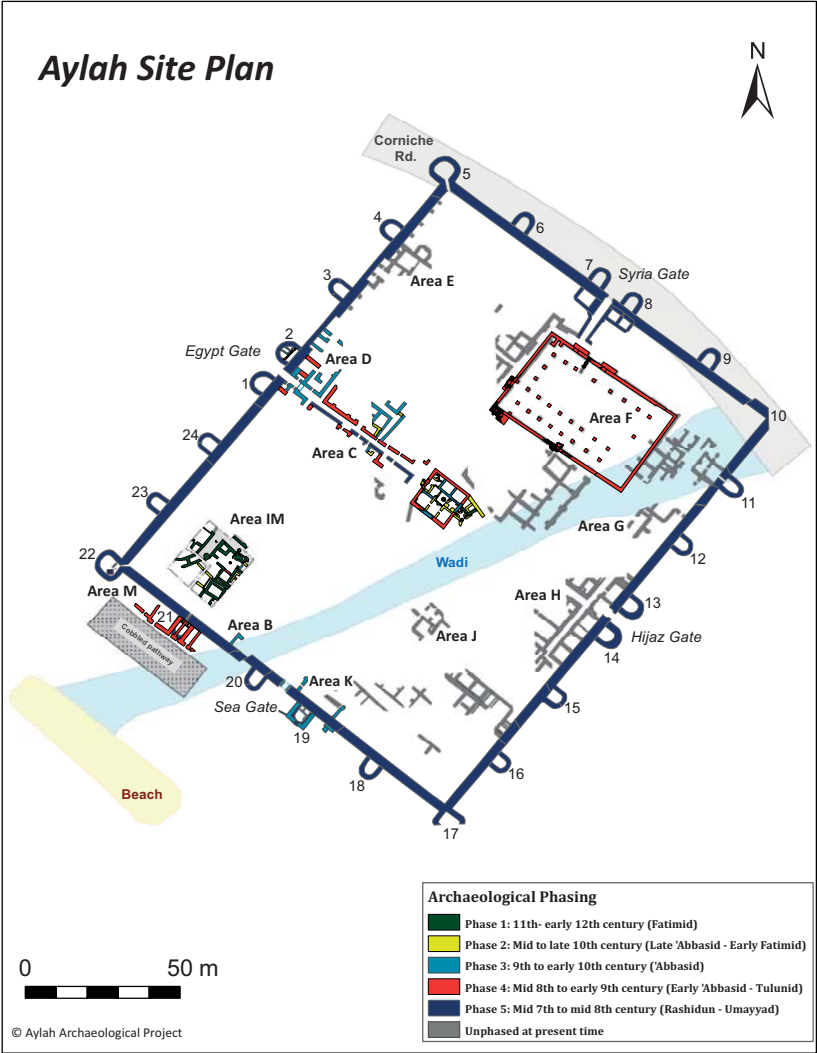 Aylah Site Plan
N
Corniche
Rd.
5
4
6
3
Area E
7
Syria Gate
8
2
Egypt Gate
Area D
9
1
Area F
10
24
Area C
23
Area IM
11
Area G
22
Wadi
12
Area M
Area H
13
21
Area B
Cobbled pathway
Area J
Hijaz Gate
14
20
Area K
Sea Gate
15
19
16
18
Beach
17
Archaeological Phasing
Phase 1: 11th- early 12th century (Fatimid)
Phase 2: Mid to late 10th century (Late 'Abbasid - Early Fatimid)
Phase 3: 9th to early 10th century ('Abbasid)
Phase 4: Mid 8th to early 9th century (Early 'Abbasid - Tulunid)
Phase 5: Mid 7th to mid 8th century (Rashidun - Umayyad)
Unphased at present time
0 50 m
© Aylah Archaeological Project